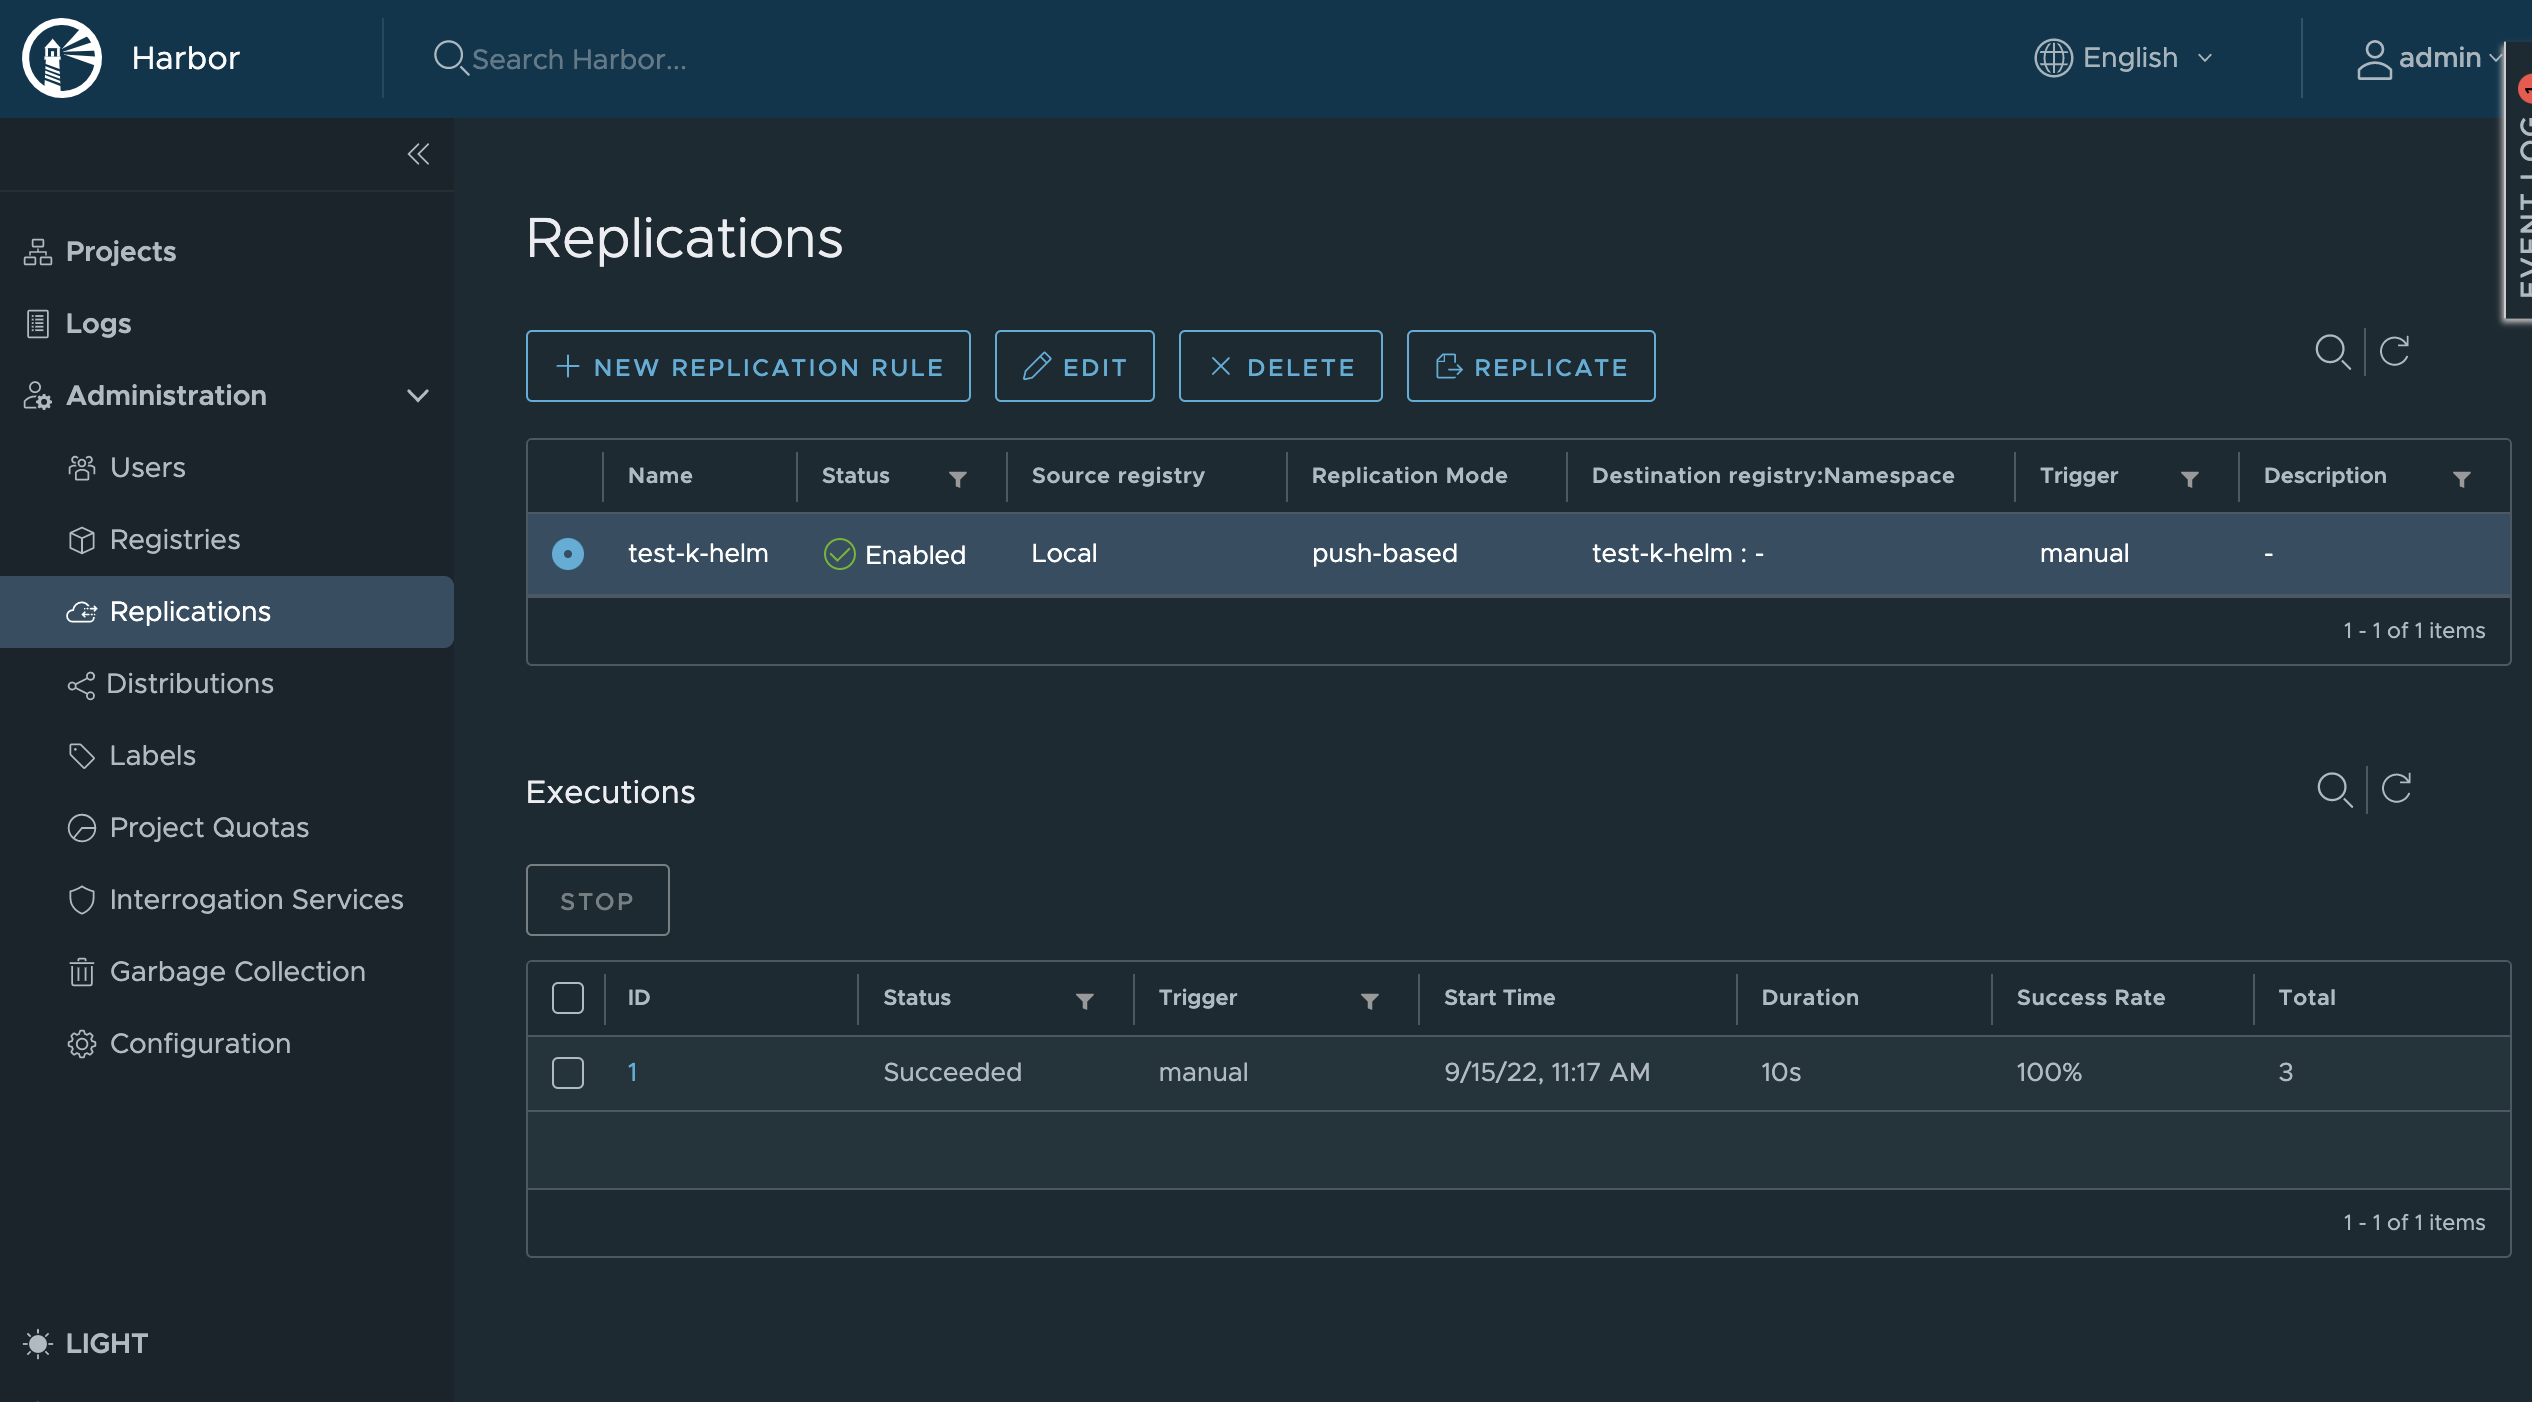 Harbor
Search Harbor...
English
admin
EVENT LOG
1
Projects
Logs
Administration
Users
Registries
Replications
Distributions
Labels
Project Quotas
Interrogation Services
Garbage Collection
Configuration
LIGHT
Replications
NEW REPLICATION RULE EDIT DELETE REPLICATE
Name Status Source registry Replication Mode Destination registry:Namespace Trigger Description
test-k-helm Enabled Local push-based test-k-helm : - manual -
1 - 1 of 1 items
Executions
STOP
ID Status Trigger Start Time Duration Success Rate Total
1 Succeeded manual 9/15/22, 11:17 AM 10s 100% 3
1 - 1 of 1 items